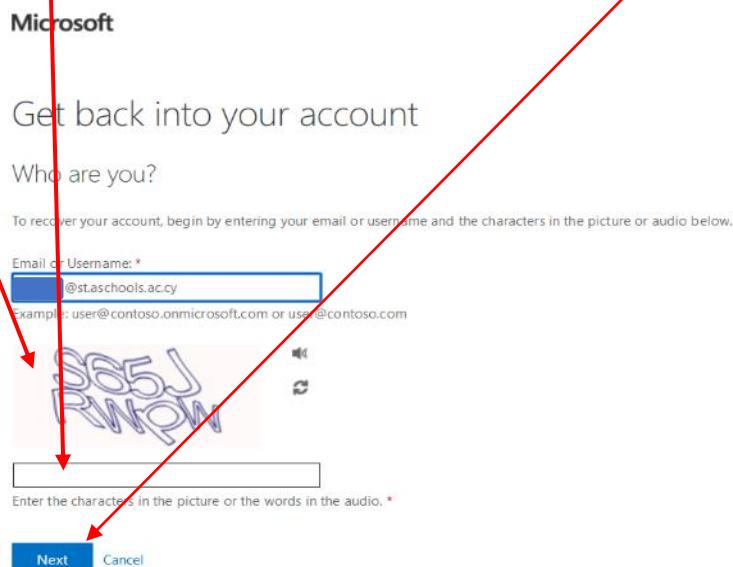 Microsoft
Get back into your account
Who are you?
To recover your account, begin by entering your email or username and the characters in the picture or audio below.
Email or Username: *
@st.aschools.ac.cy
Example: user@contoso.onmicrosoft.com or user@contoso.com
S65J
RWPW
Enter the characters in the picture or the words in the audio. *
Next Cancel